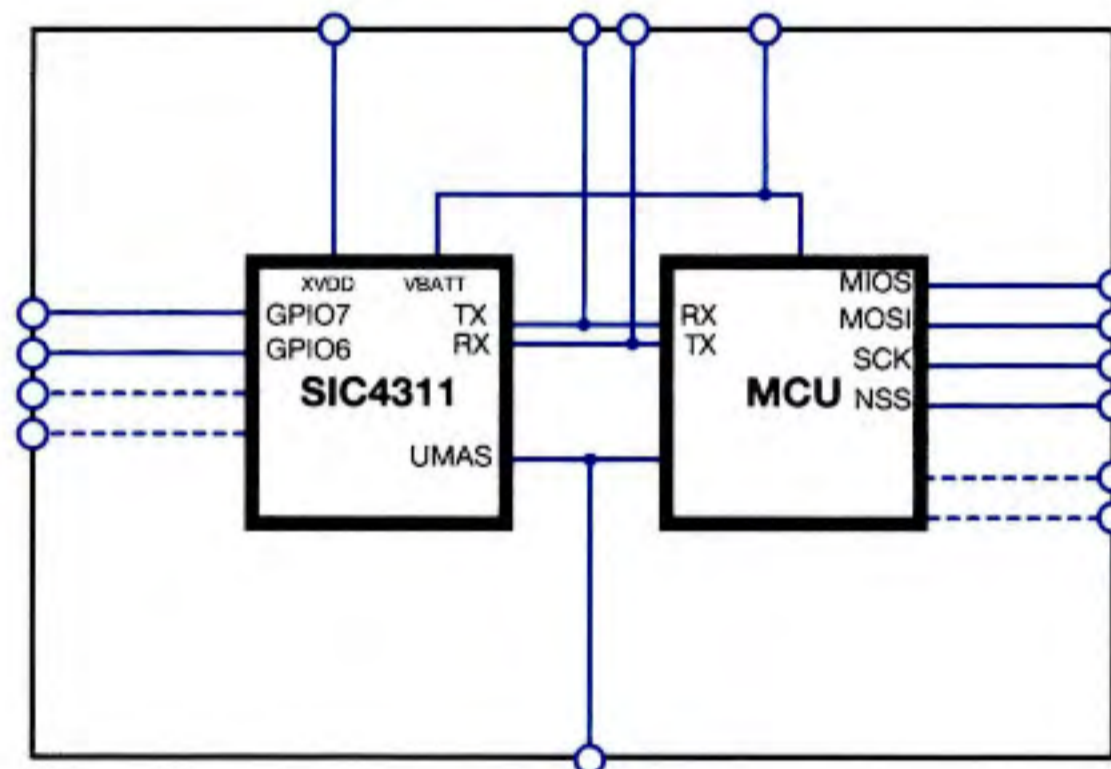 XVDD VBATT
GPIO7 TX
GPIO6 RX
SIC4311
UMAS
RX
TX
MCU
MIOS
MOSI
SCK
NSS